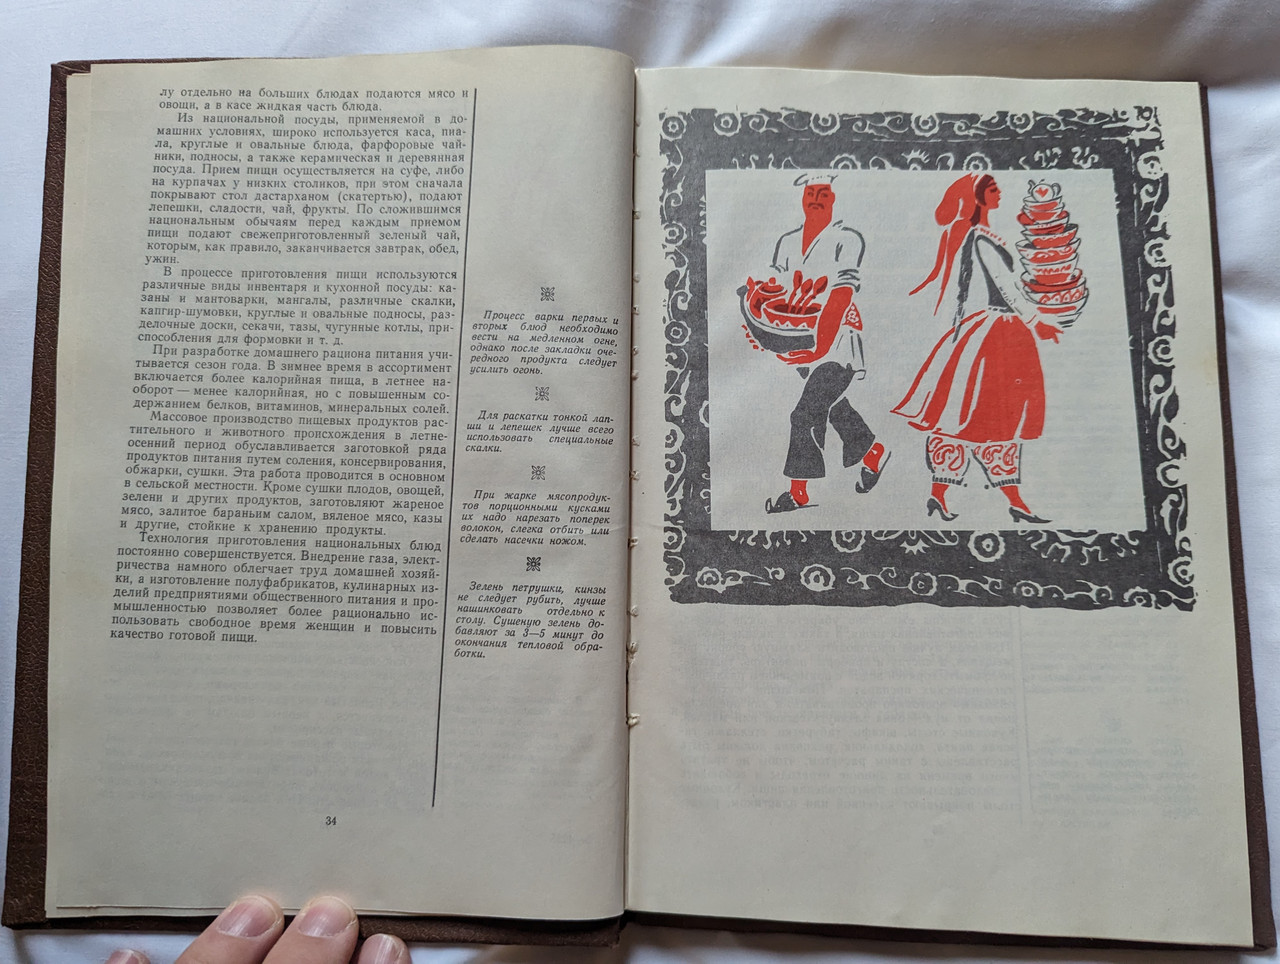 лу отдельно на больших блюдах подаются мясо и
овощи, а в касе жидкая часть блюда.
Из национальной посуды, применяемой в до-
машних условиях, широко используется каса, пиа-
ла, круглые и овальные блюда, фарфоровые чай-
ники, подносы, а также керамическая и деревянная
посуда. Прием пищи осуществляется на суфе, либо
на курпачах у низких столиков, при этом сначала
покрывают стол дастарханом (скатертью), подают
лепешки, сладости, чай, фрукты. По сложившимся
национальным обычаям перед каждым приемом
пищи подают свежеприготовленный зеленый чай,
которым, как правило, заканчивается завтрак, обед,
ужин.
В процессе приготовления пищи используются
различные виды инвентаря и кухонной посуды: ка-
заны и мантоварки, мангалы, различные скалки,
капгир-шумовки, круглые и овальные подносы, раз-
делочные доски, секачи, тазы, чугунные котлы, при-
способления для формовки и т. д.
При разработке домашнего рациона питания учи-
тывается сезон года. В зимнее время в ассортимент
включается более калорийная пища, в летнее на-
оборот — менее калорийная, но с повышенным со-
держанием белков, витаминов, минеральных солей.
Массовое производство пищевых продуктов рас-
тительного и животного происхождения в летне-
осенний период обуславливается заготовкой ряда
продуктов питания путем соления, консервирования,
обжарки, сушки. Эта работа проводится в основном
в сельской местности. Кроме сушки плодов, овощей,
зелени и других продуктов, заготовляют жареное
мясо, залитое бараньим салом, вяленое мясо, казы
и другие, стойкие к хранению продукты.
Технология приготовления национальных блюд
постоянно совершенствуется. Внедрение газа, элект-
ричества намного облегчает труд домашней хозяй-
ки, а изготовление полуфабрикатов, кулинарных из-
делий предприятиями общественного питания и про-
мышленностью позволяет более рационально ис-
пользовать свободное время женщин и повысить
качество готовой пищи.
34
Процесс варки первых и
вторых блюд необходимо
вести на медленном огне,
однако после закладки оче-
редного продукта следует
усилить огонь.
Для раскатки тонкой лап-
ши и лепешек лучше всего
использовать специальные
скалки.
При жарке мясопродук-
тов порционными кусками
их надо нарезать поперек
волокон, слегка отбить или
сделать насечки ножом.
Зелень петрушки, кинзы
не следует рубить, лучше
нашинковать отдельно к
столу. Сушеную зелень до-
бавляют за 3—5 минут до
окончания тепловой обра-
ботки.